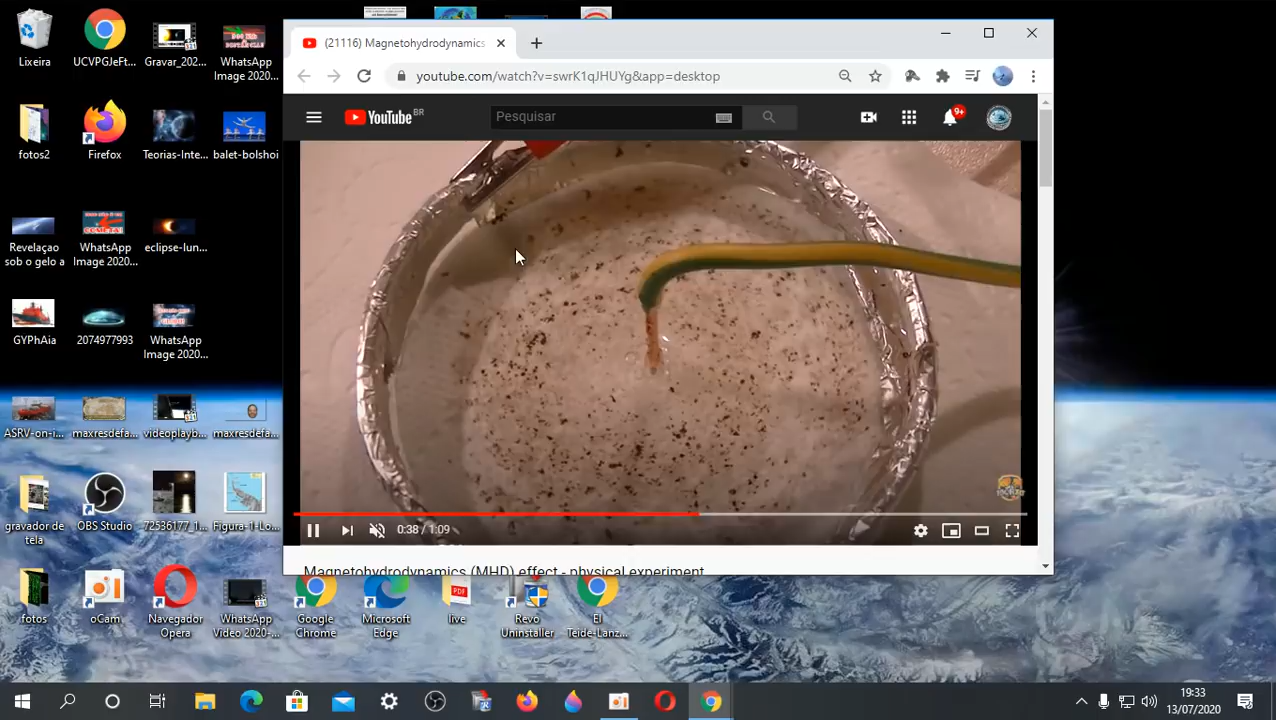 (21116) Magnetohydrodynamics
youtube.com/watch?v=swrK1qJHUYg&app=desktop
YouTube BR
Pesquisar
9+
0:38 / 1:09
Magnetohydrodynamics (MHD) effect - physical experiment
Lixeira
UCVPGJeFt...
Gravar_202...
WhatsApp
Image 2020...
fotos2
Firefox
Teorias-Inte...
balet-bolshoi
Revelaçao
sob o gelo a
WhatsApp
Image 2020...
eclipse-lun...
GYPhAia
2074977993
WhatsApp
Image 2020...
ASRV-on-i...
maxresdefa...
videoplayb...
maxresdefa...
gravador de
tela
OBS Studio
72536177_1...
Figura-1-Lo...
fotos
oGam
Navegador
Opera
WhatsApp
Video 2020-...
Google
Chrome
Microsoft
Edge
PDF
live
Revo
Uninstaller
El
Teide-Lanz...
19:33
13/07/2020